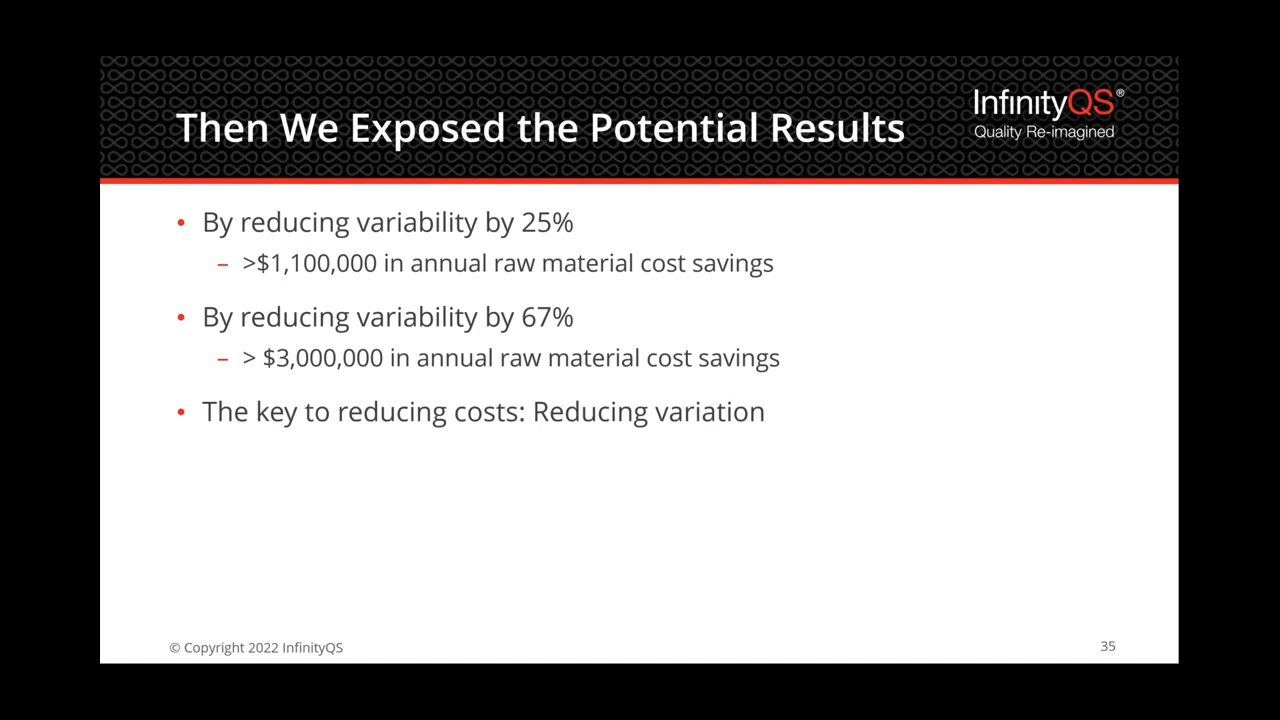 Then We Exposed the Potential Results
InfinityQS®
Quality Re-imagined
• By reducing variability by 25%
– >$1,100,000 in annual raw material cost savings
• By reducing variability by 67%
– > $3,000,000 in annual raw material cost savings
• The key to reducing costs: Reducing variation
© Copyright 2022 InfinityQS
35